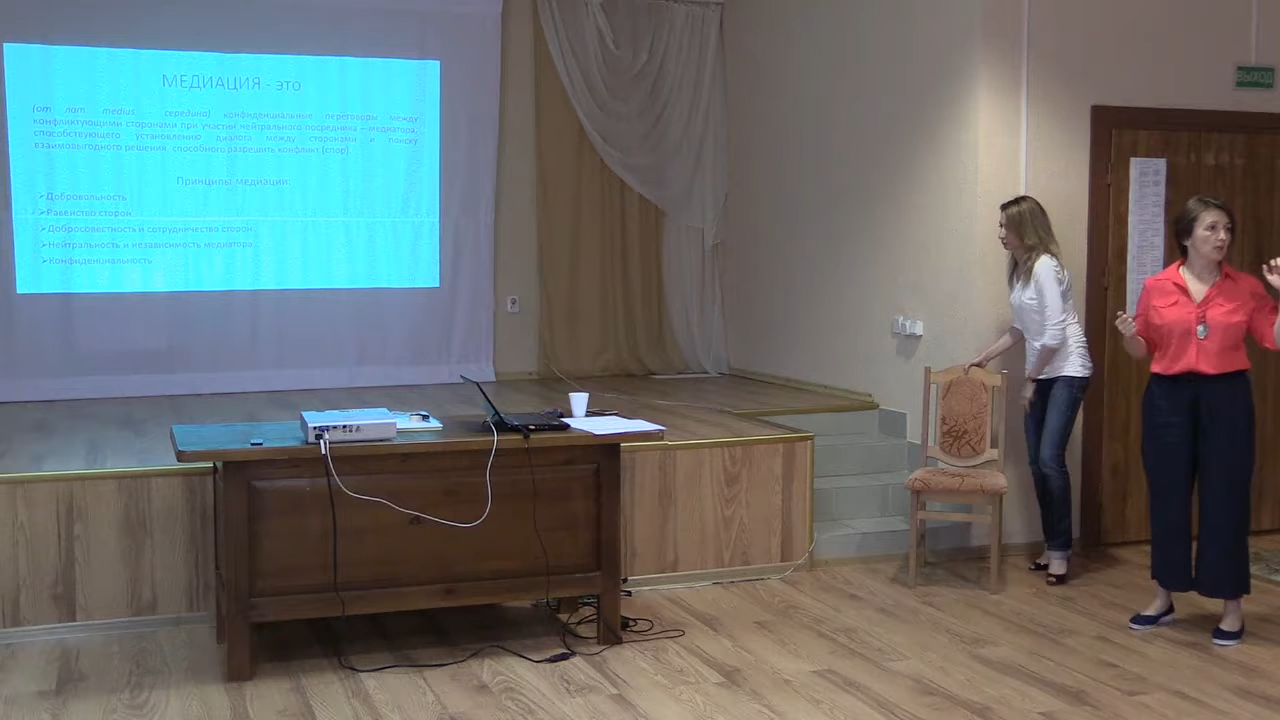 МЕДИАЦИЯ - это
(от лат medius - середина) конфиденциальные переговоры между
конфликтующими сторонами при участии нейтрального посредника – медиатора,
способствующего установлению диалога между сторонами и поиску
взаимовыгодного решения, способного разрешить конфликт (спор).
Принципы медиации:
➢Добровольность
➢Равенство сторон
➢Добросовестность и сотрудничество сторон
➢Нейтральность и независимость медиатора
➢Конфиденциальность
ВЫХОД